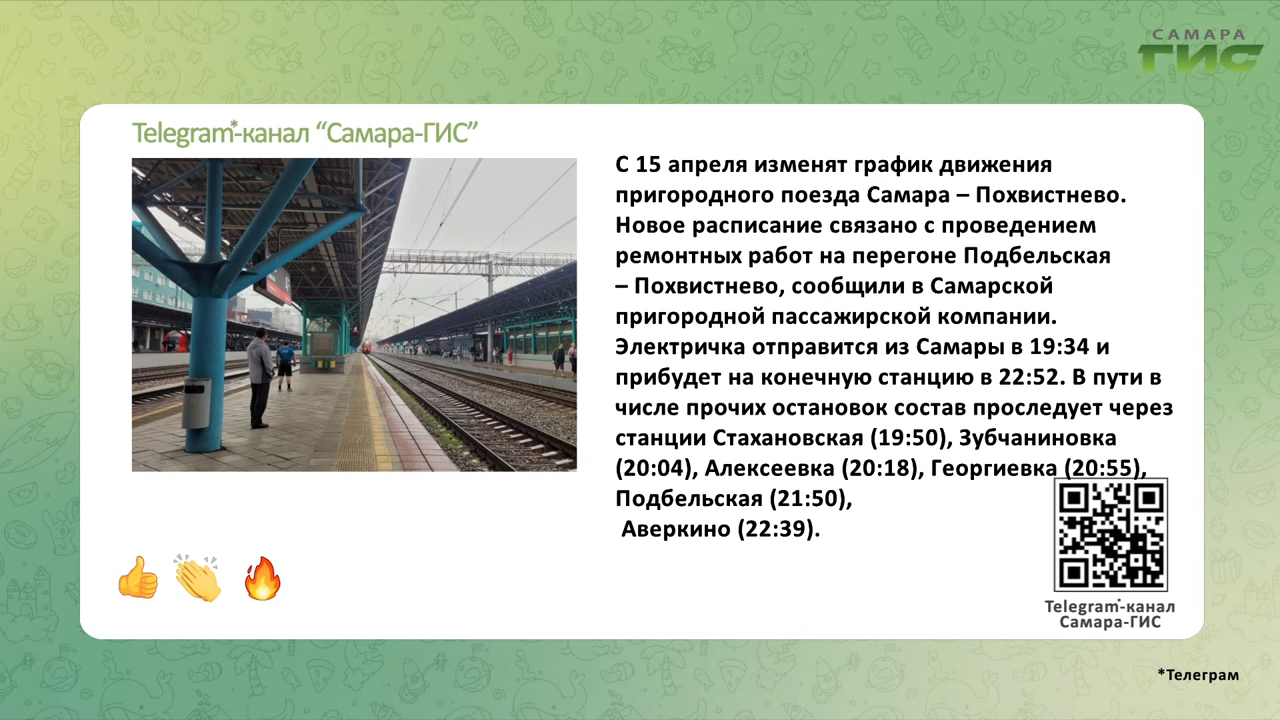 САМАРА
ГИС
Telegram*-канал “Самара-ГИС”
С 15 апреля изменят график движения
пригородного поезда Самара – Похвистнево.
Новое расписание связано с проведением
ремонтных работ на перегоне Подбельская
– Похвистнево, сообщили в Самарской
пригородной пассажирской компании.
Электричка отправится из Самары в 19:34 и
прибудет на конечную станцию в 22:52. В пути в
числе прочих остановок состав проследует через
станции Стахановская (19:50), Зубчаниновка
(20:04), Алексеевка (20:18), Георгиевка (20:55),
Подбельская (21:50),
Аверкино (22:39).
Telegram*-канал
Самара-ГИС
*Телеграм